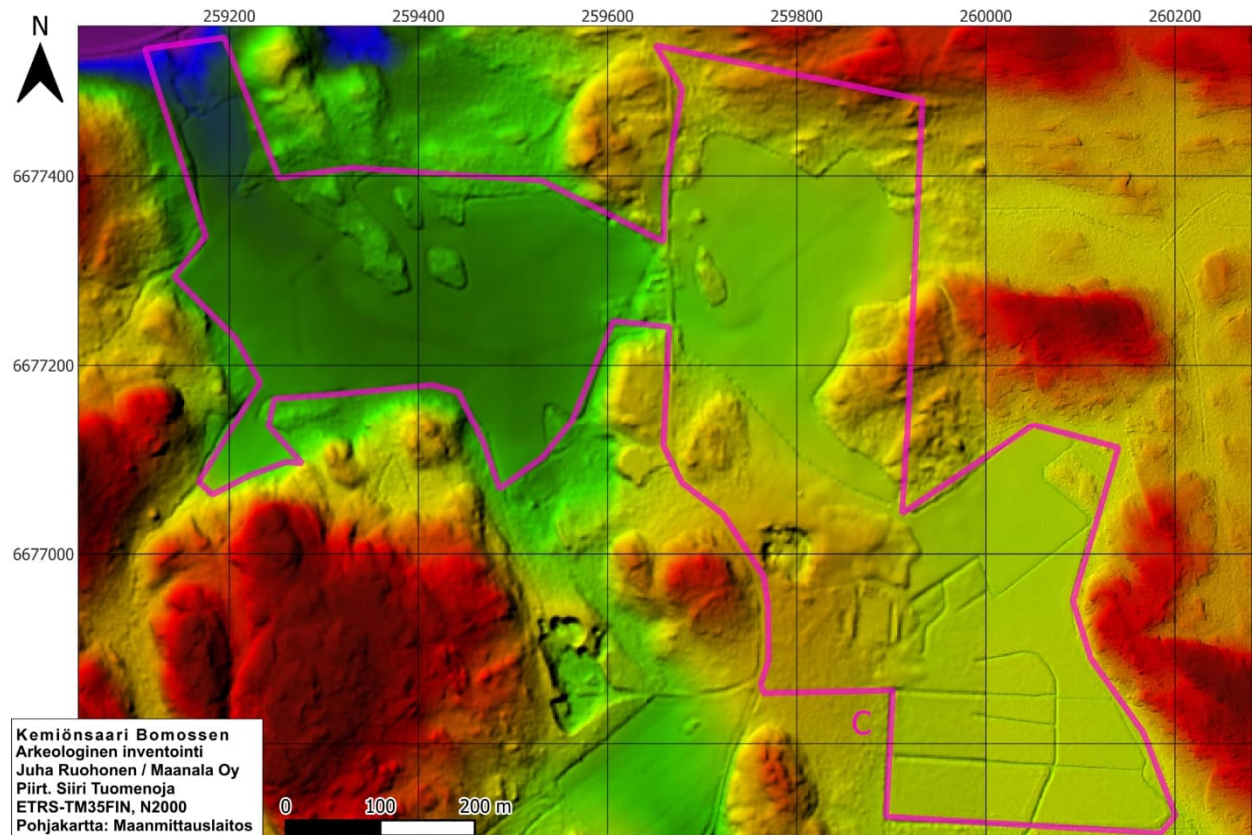 N
259200 259400 259600 259800 260000 260200
6677400
6677200
6677000
C
Kemiönsaari Bomossen
Arkeologinen inventointi
Juha Ruohonen / Maanala Oy
Piirt. Siiri Tuomenoja
ETRS-TM35FIN, N2000
Pohjakartta: Maanmittauslaitos
0 100 200 m